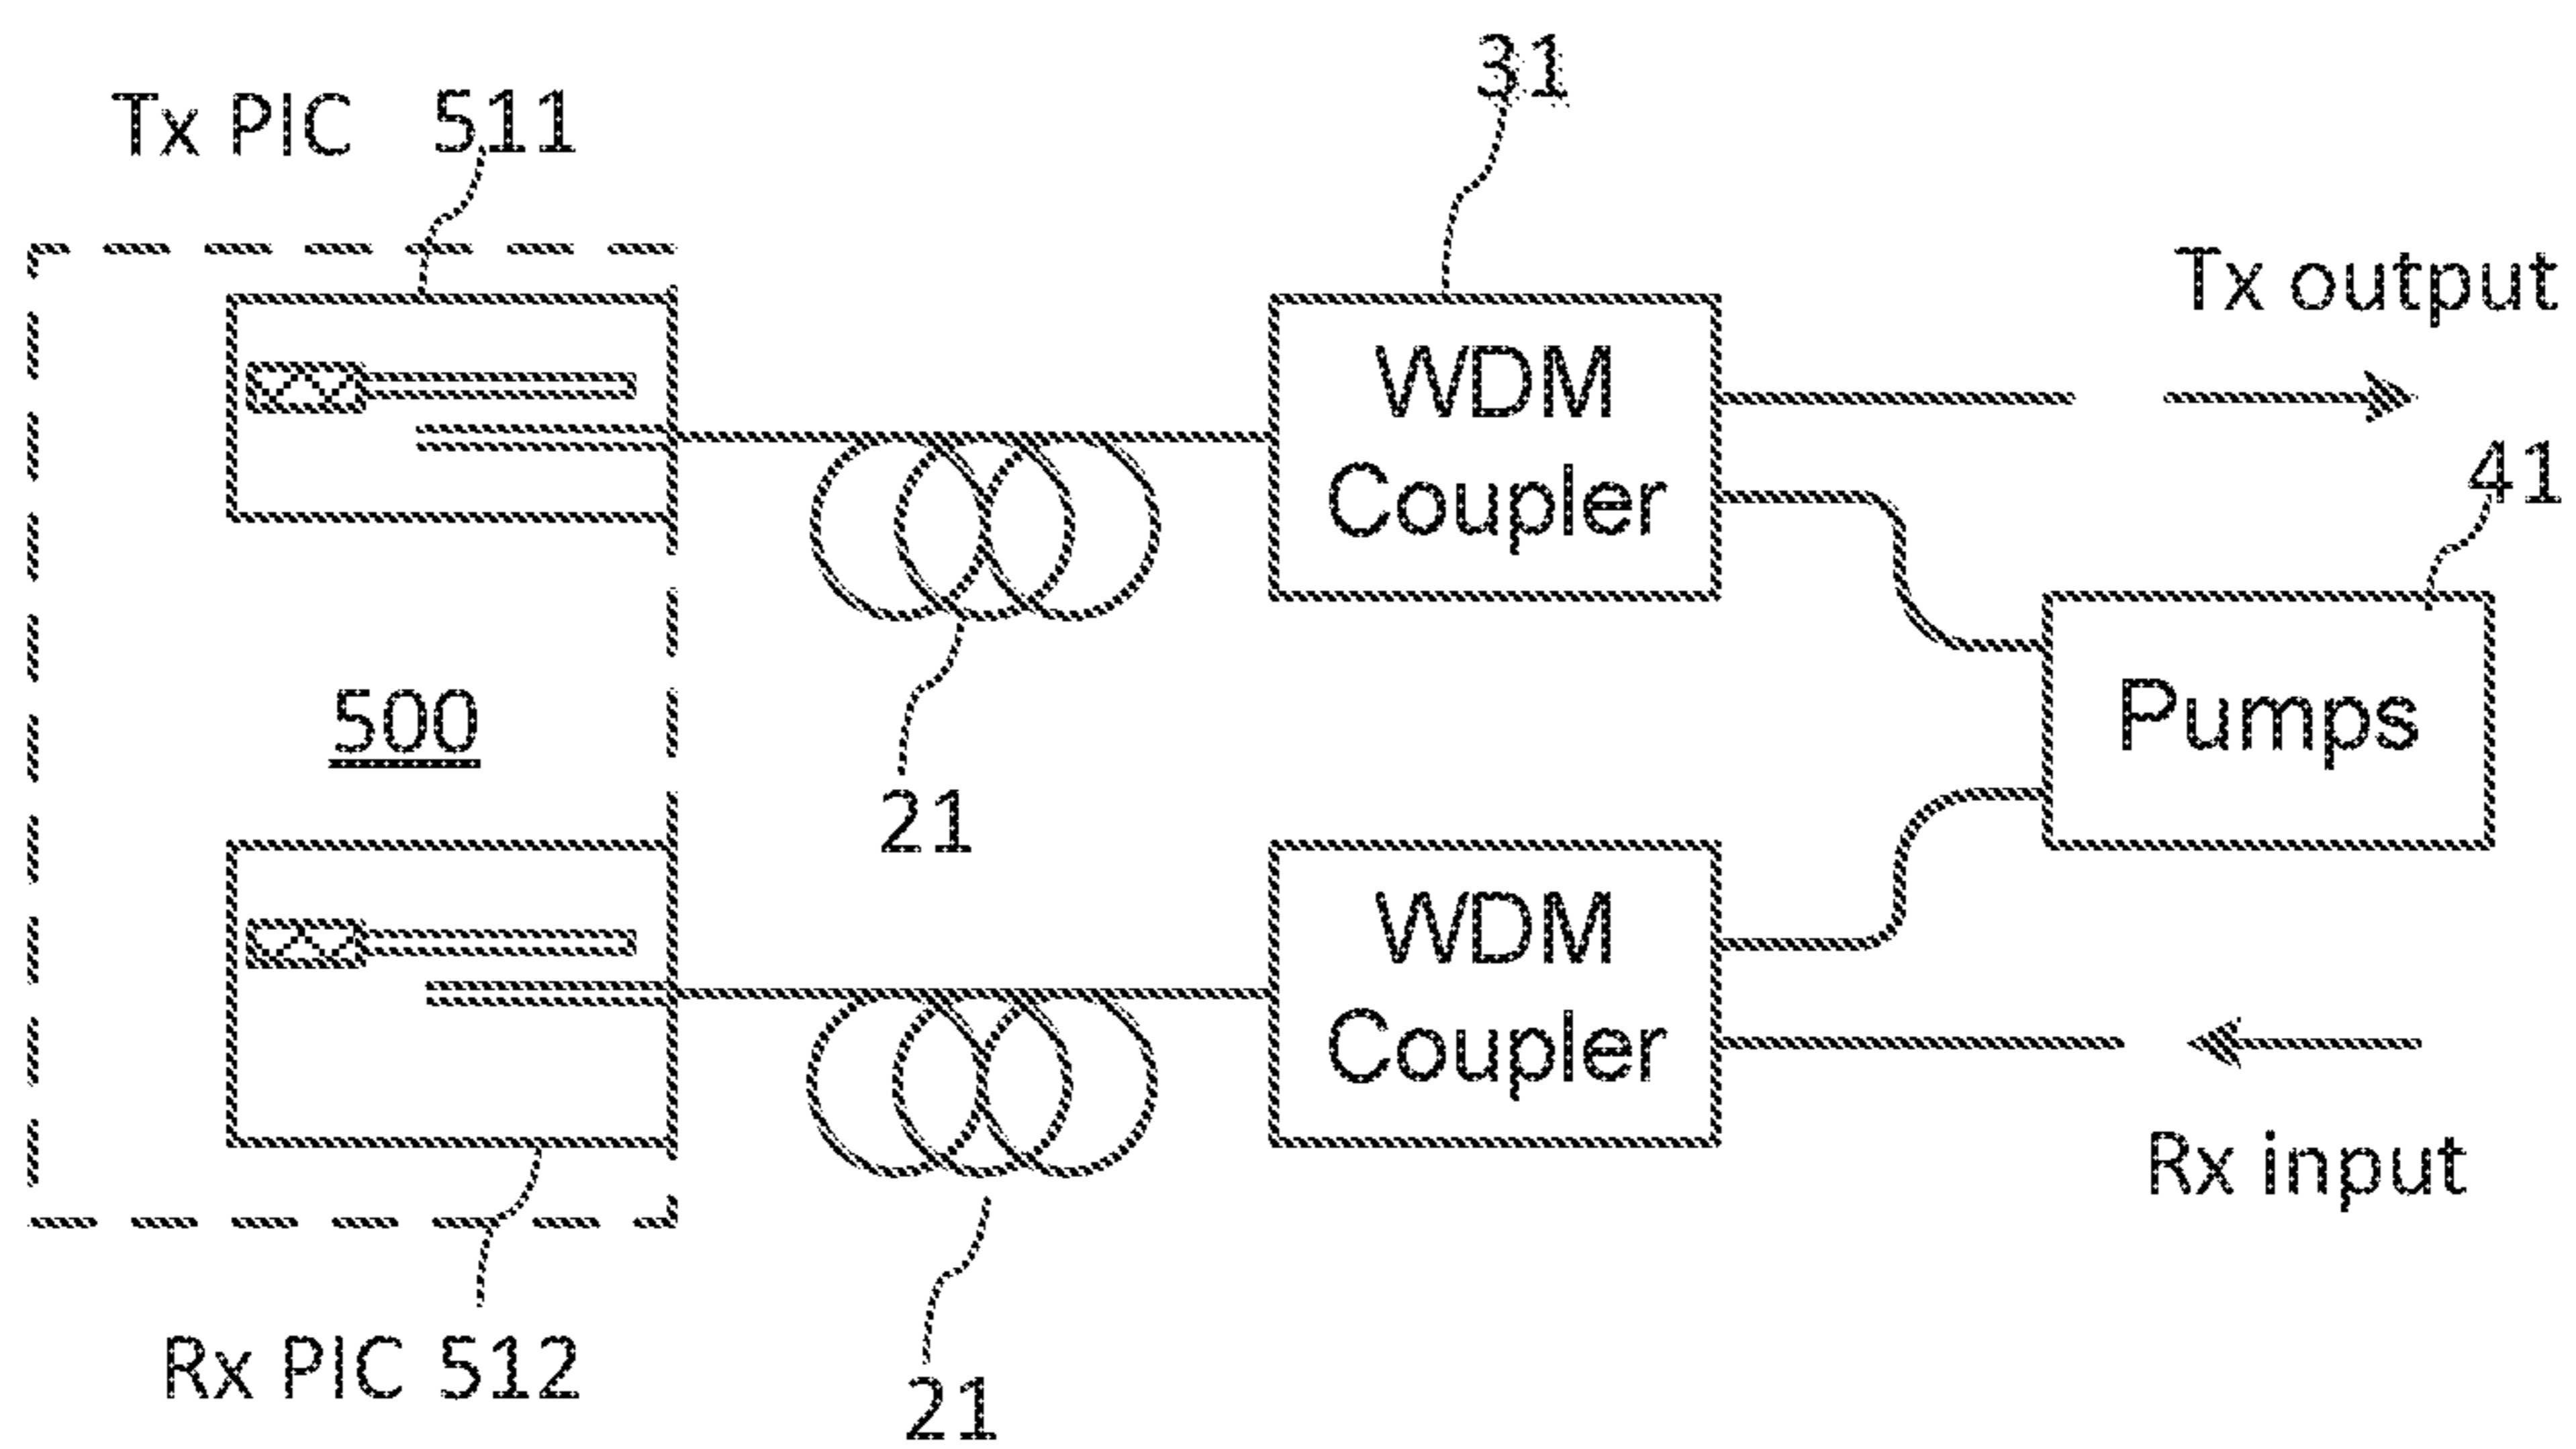 31
Tx PIC 511
Tx output
WDM
Coupler
41
500
21
Pumps
WDM
Coupler
Rx input
Rx PIC 512
21